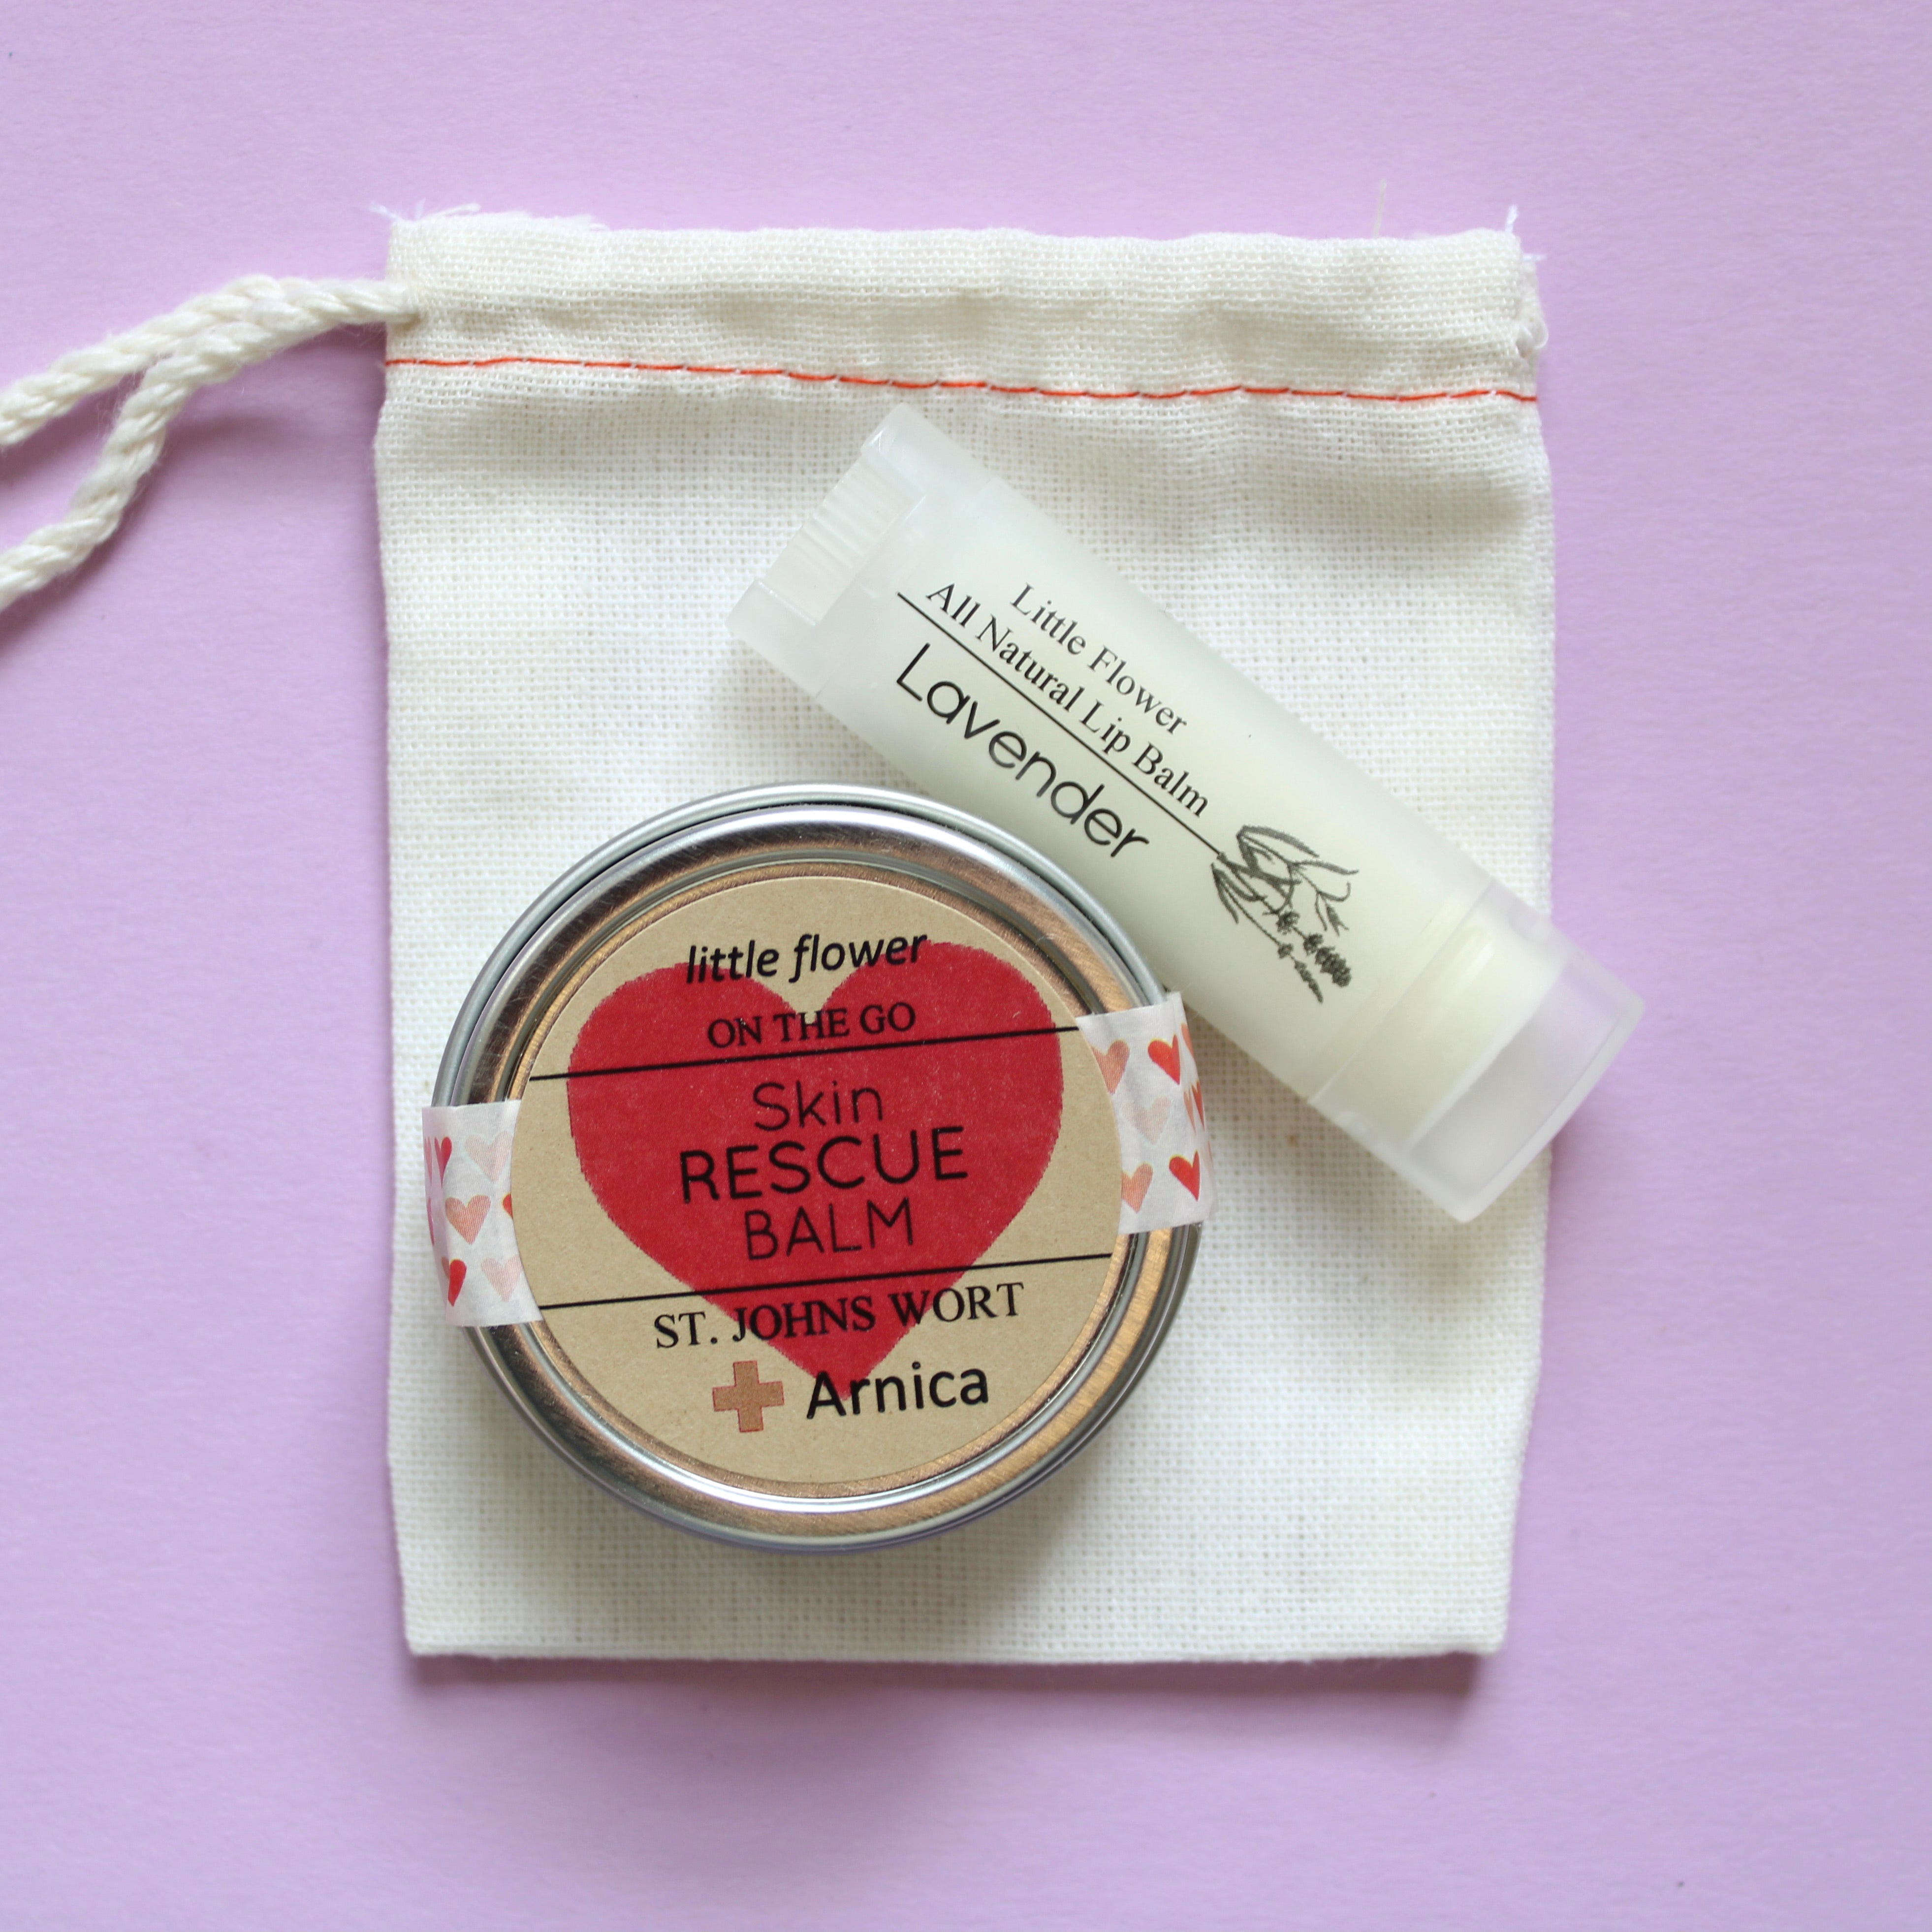 Little Flower
All Natural Lip Balm
Lavender
little flower
ON THE GO
Skin
RESCUE
BALM
ST. JOHNS WORT
Arnica